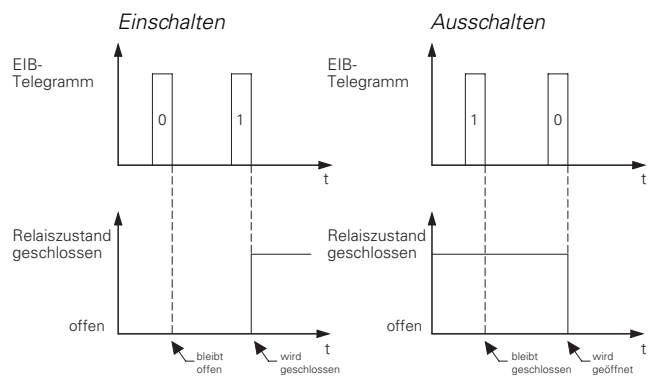 Einschalten
EIB-
Telegramm
0
1
t
Relaiszustand
geschlossen
offen
t
bleibt
offen
wird
geschlossen
Ausschalten
EIB-
Telegramm
1
0
t
Relaiszustand
geschlossen
offen
t
bleibt
geschlossen
wird
geöffnet